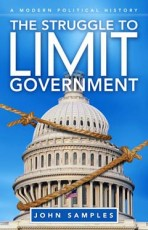 A MODERN POLITICAL HISTORY
THE STRUGGLE TO
LIMIT
GOVERNMENT
JOHN SAMPLES